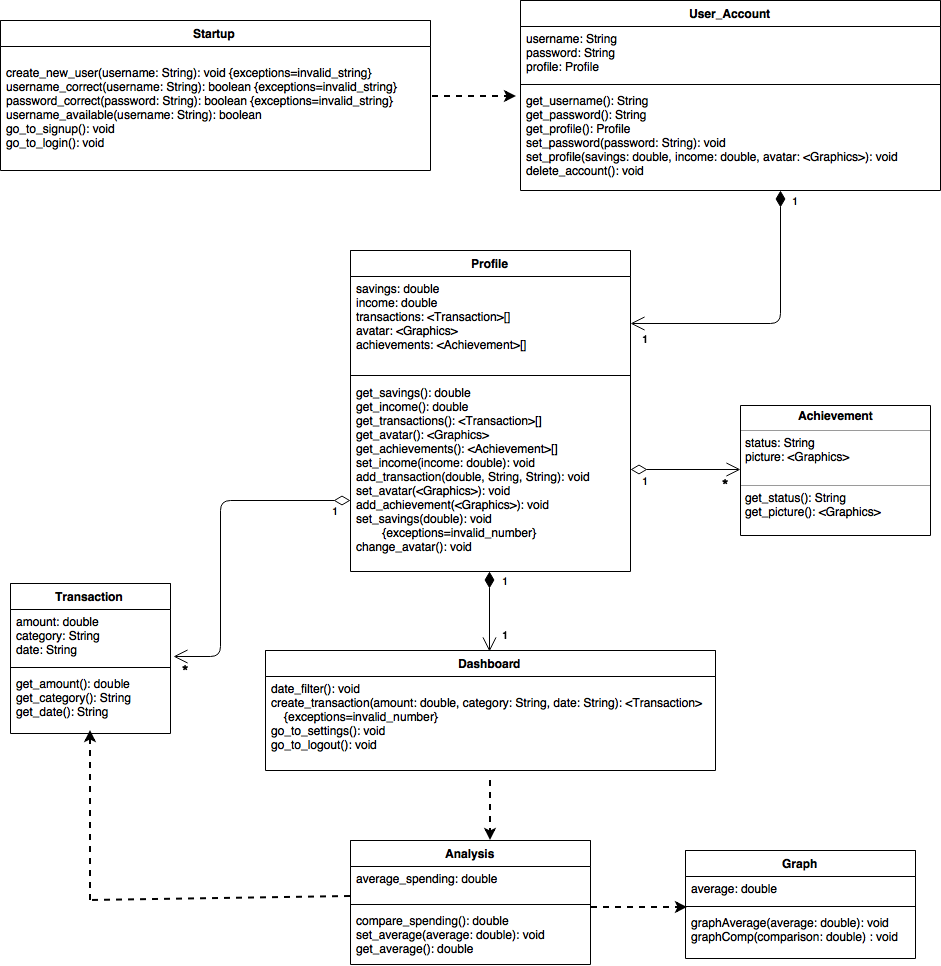 Startup
create_new_user(username: String): void {exceptions=invalid_string}
username_correct(username: String): boolean {exceptions=invalid_string}
password_correct(password: String): boolean {exceptions=invalid_string}
username_available(username: String): boolean
go_to_signup(): void
go_to_login(): void
User_Account
username: String
password: String
profile: Profile
get_username(): String
get_password(): String
get_profile(): Profile
set_password(password: String): void
set_profile(savings: double, income: double, avatar: <Graphics>): void
delete_account(): void
1
1
Profile
savings: double
income: double
transactions: <Transaction>[]
avatar: <Graphics>
achievements: <Achievement>[]
get_savings(): double
get_income(): double
get_transactions(): <Transaction>[]
get_avatar(): <Graphics>
get_achievements(): <Achievement>[]
set_income(income: double): void
add_transaction(double, String, String): void
set_avatar(<Graphics>): void
add_achievement(<Graphics>): void
set_savings(double): void
{exceptions=invalid_number}
change_avatar(): void
1
*
Achievement
status: String
picture: <Graphics>
get_status(): String
get_picture(): <Graphics>
1
*
Transaction
amount: double
category: String
date: String
get_amount(): double
get_category(): String
get_date(): String
1
1
Dashboard
date_filter(): void
create_transaction(amount: double, category: String, date: String): <Transaction>
{exceptions=invalid_number}
go_to_settings(): void
go_to_logout(): void
Analysis
average_spending: double
compare_spending(): double
set_average(average: double): void
get_average(): double
Graph
average: double
graphAverage(average: double): void
graphComp(comparison: double) : void